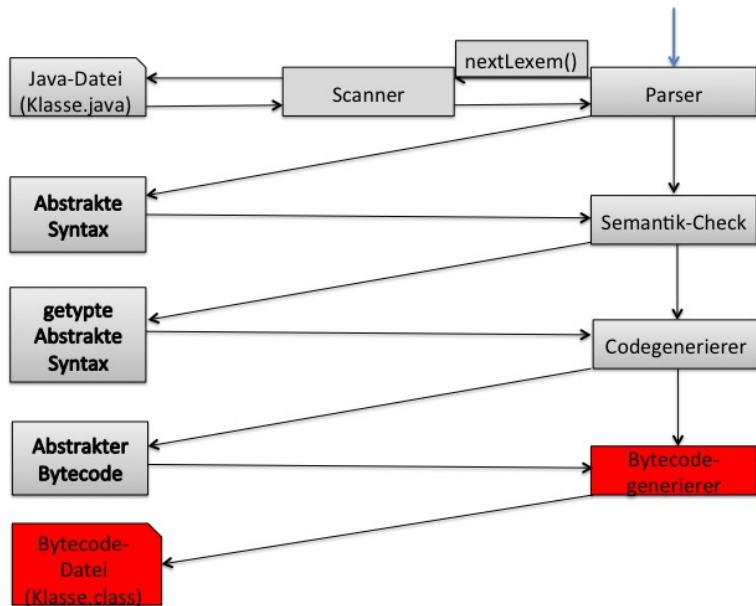 nextLexem()
Java-Datei
(Klasse.java)
Scanner
Parser
Abstrakte
Syntax
Semantik-Check
getypte
Abstrakte
Syntax
Codegenerierer
Abstrakter
Bytecode
Bytecode-
generierer
Bytecode-
Datei
(Klasse.class)